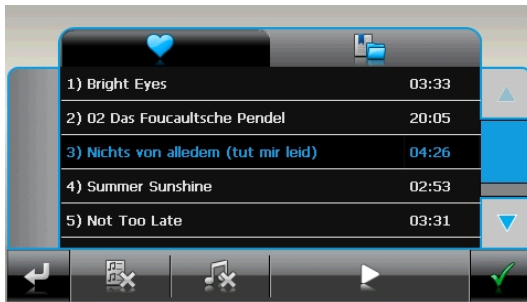 1) Bright Eyes 03:33
2) 02 Das Foucaultsche Pendel 20:05
3) Nichts von alledem (tut mir leid) 04:26
4) Summer Sunshine 02:53
5) Not Too Late 03:31